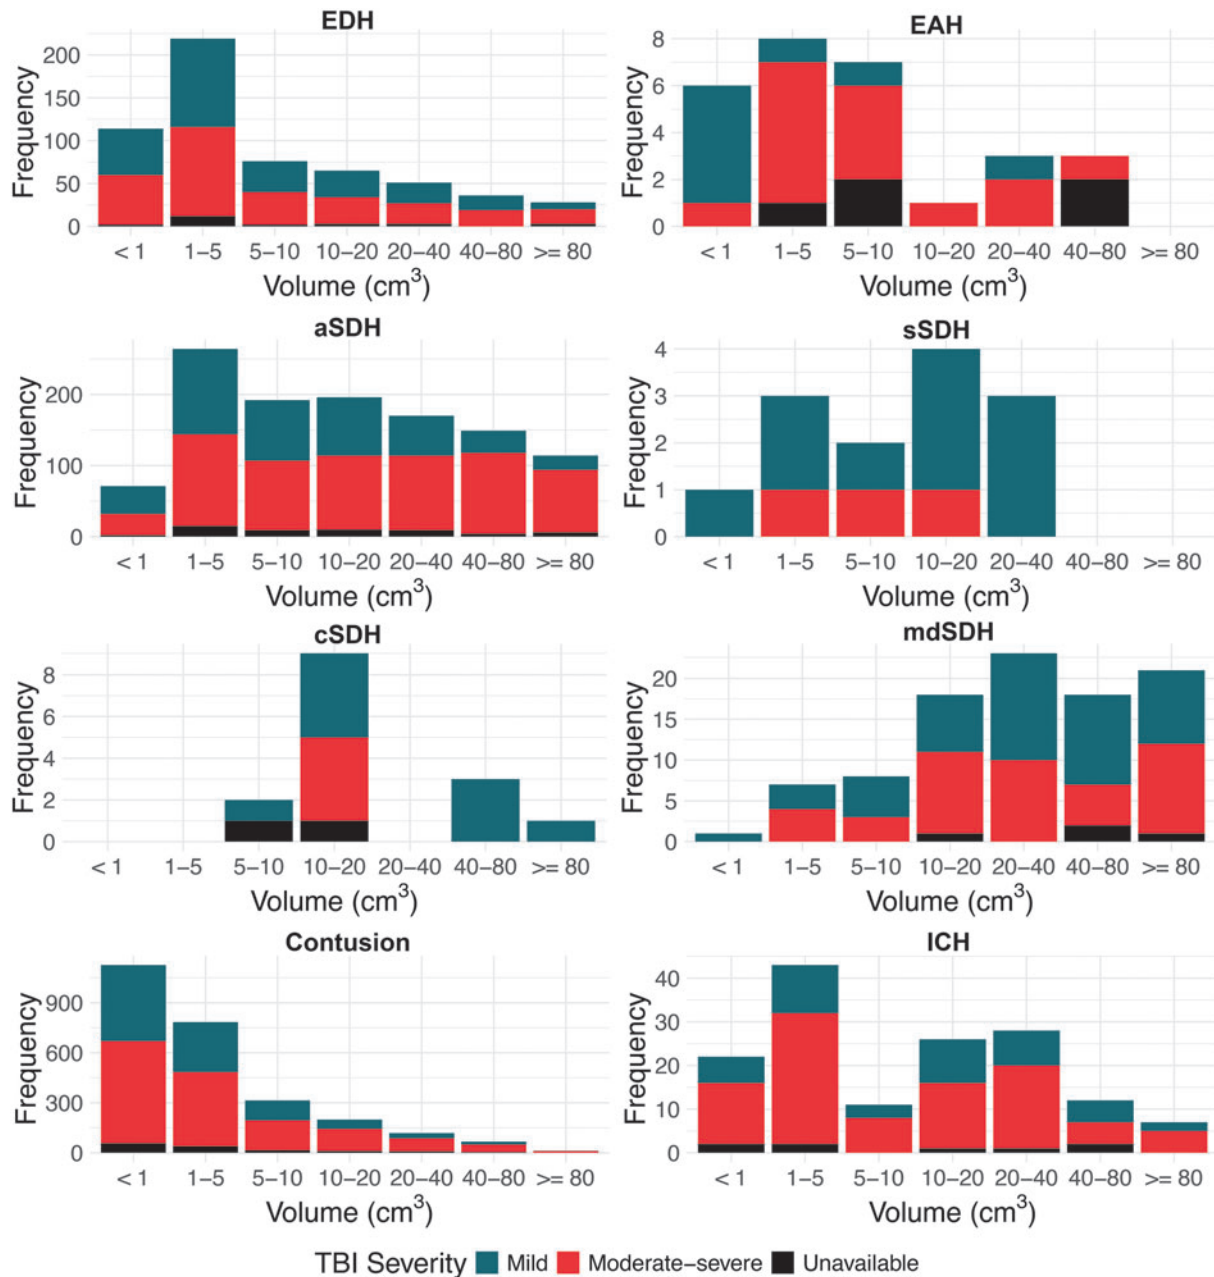 EDH
Frequency
200
150
100
50
0
< 1 1–5 5–10 10–20 20–40 40–80 >= 80
Volume (cm³)
EAH
Frequency
8
6
4
2
0
< 1 1–5 5–10 10–20 20–40 40–80 >= 80
Volume (cm³)
aSDH
Frequency
200
100
0
< 1 1–5 5–10 10–20 20–40 40–80 >= 80
Volume (cm³)
sSDH
Frequency
4
3
2
1
0
< 1 1–5 5–10 10–20 20–40 40–80 >= 80
Volume (cm³)
cSDH
Frequency
8
6
4
2
0
< 1 1–5 5–10 10–20 20–40 40–80 >= 80
Volume (cm³)
mdSDH
Frequency
20
15
10
5
0
< 1 1–5 5–10 10–20 20–40 40–80 >= 80
Volume (cm³)
Contusion
Frequency
900
600
300
0
< 1 1–5 5–10 10–20 20–40 40–80 >= 80
Volume (cm³)
ICH
Frequency
40
30
20
10
0
< 1 1–5 5–10 10–20 20–40 40–80 >= 80
Volume (cm³)
TBI Severity Mild Moderate–severe Unavailable